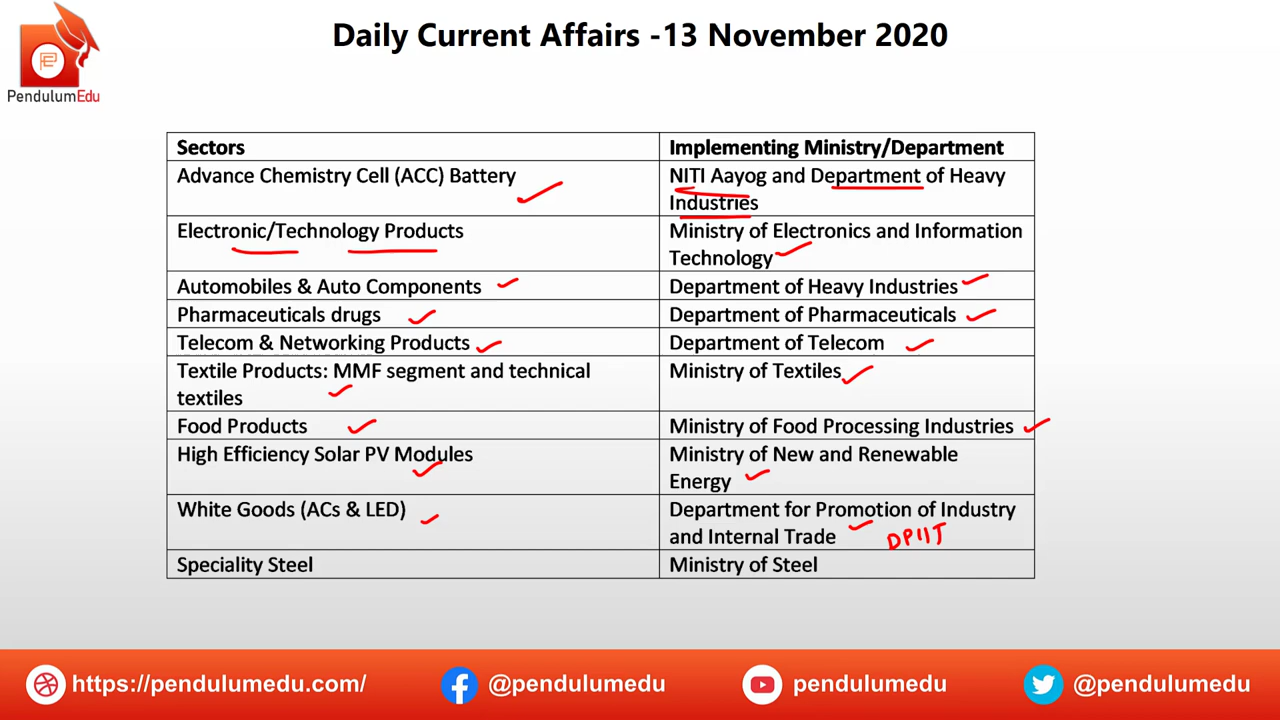 Daily Current Affairs -13 November 2020
PendulumEdu
Sectors
Implementing Ministry/Department
Advance Chemistry Cell (ACC) Battery
NITI Aayog and Department of Heavy
Industries
Electronic/Technology Products
Ministry of Electronics and Information
Technology
Automobiles & Auto Components
Department of Heavy Industries
Pharmaceuticals drugs
Department of Pharmaceuticals
Telecom & Networking Products
Department of Telecom
Textile Products: MMF segment and technical
textiles
Ministry of Textiles
Food Products
Ministry of Food Processing Industries
High Efficiency Solar PV Modules
Ministry of New and Renewable
Energy
White Goods (ACs & LED)
Department for Promotion of Industry
and Internal Trade
DPIIT
Speciality Steel
Ministry of Steel
https://pendulumedu.com/
@pendulumedu
pendulumedu
@pendulumedu